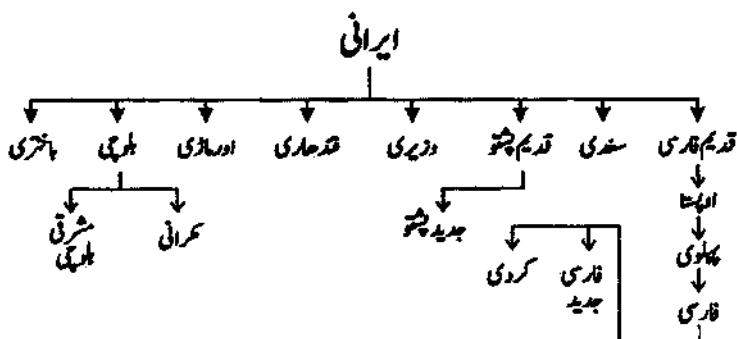 ایرانی
قدیم فارسی سغدی قدیم پشتو وزیری قندھاری اورماڑی بلوچی باختری
اوپستا
جدید پشتو مکرانی مشرقی
بلوچی
پہلوی
فارسی
جدید
کردی
فارسی